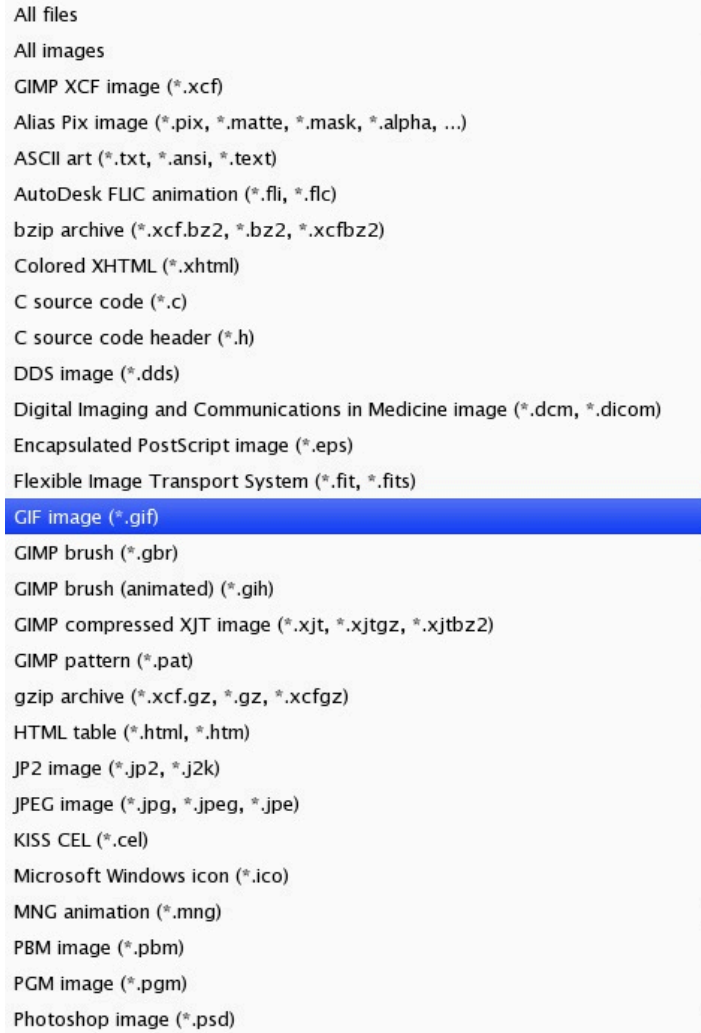 All files
All images
GIMP XCF image (*.xcf)
Alias Pix image (*.pix, *.matte, *.mask, *.alpha, ...)
ASCII art (*.txt, *.ansi, *.text)
AutoDesk FLIC animation (*.fli, *.flc)
bzip archive (*.xcf.bz2, *.bz2, *.xcfbz2)
Colored XHTML (*.xhtml)
C source code (*.c)
C source code header (*.h)
DDS image (*.dds)
Digital Imaging and Communications in Medicine image (*.dcm, *.dicom)
Encapsulated PostScript image (*.eps)
Flexible Image Transport System (*.fit, *.fits)
GIF image (*.gif)
GIMP brush (*.gbr)
GIMP brush (animated) (*.gih)
GIMP compressed XJT image (*.xjt, *.xjtgz, *.xjtbz2)
GIMP pattern (*.pat)
gzip archive (*.xcf.gz, *.gz, *.xcfgz)
HTML table (*.html, *.htm)
JP2 image (*.jp2, *.j2k)
JPEG image (*.jpg, *.jpeg, *.jpe)
KISS CEL (*.cel)
Microsoft Windows icon (*.ico)
MNG animation (*.mng)
PBM image (*.pbm)
PGM image (*.pgm)
Photoshop image (*.psd)